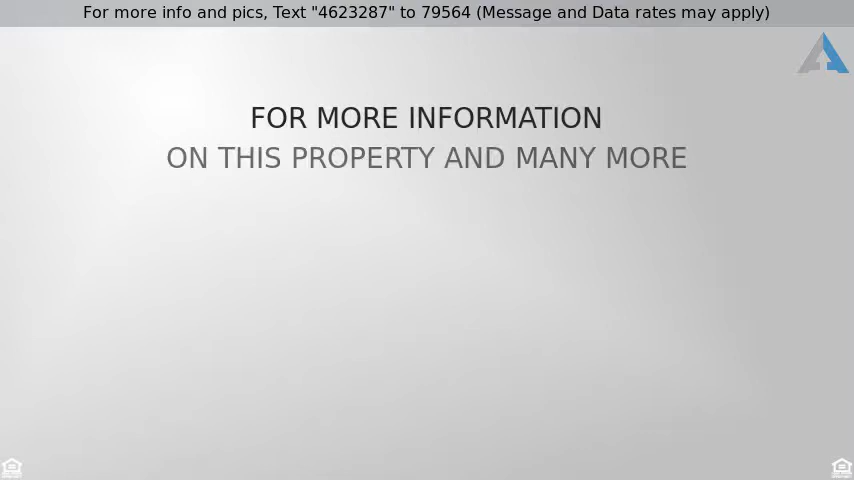 For more info and pics, Text "4623287" to 79564 (Message and Data rates may apply)
FOR MORE INFORMATION
ON THIS PROPERTY AND MANY MORE